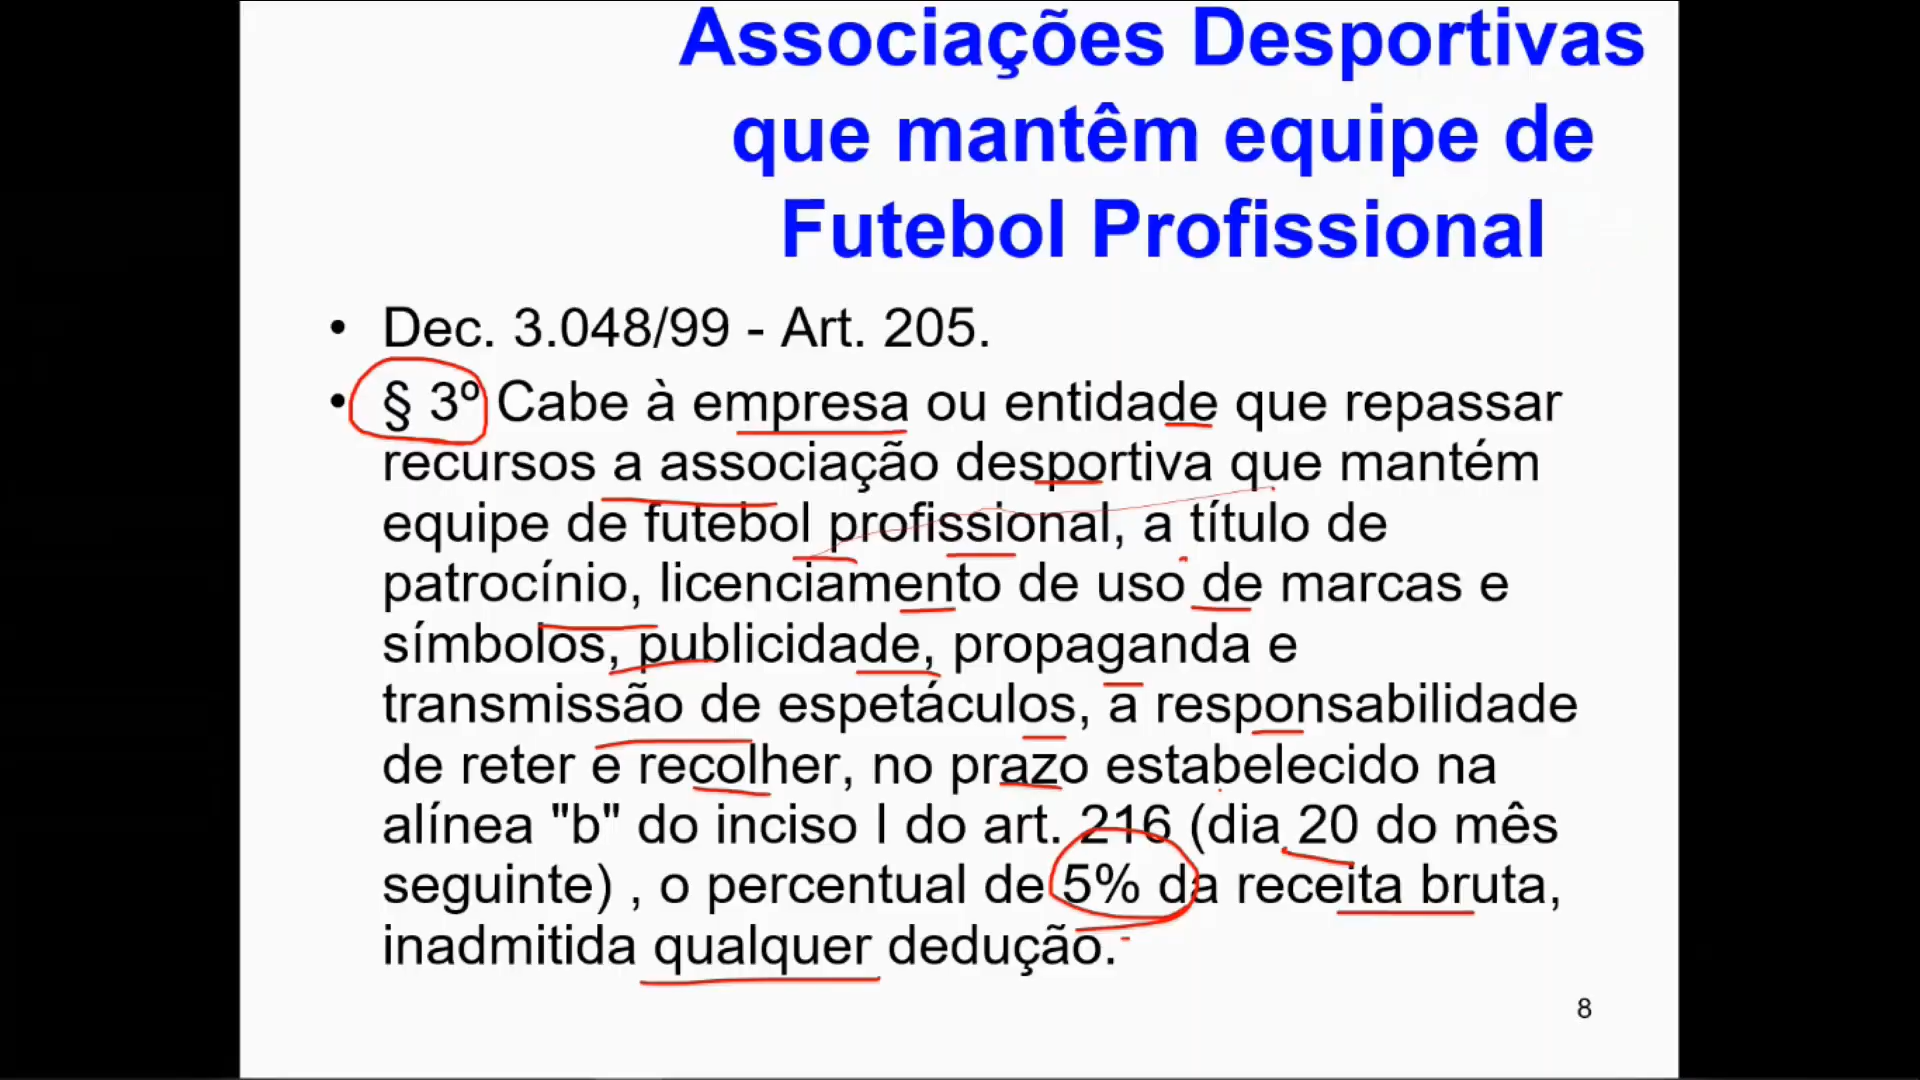 Associações Desportivas
que mantêm equipe de
Futebol Profissional
• Dec. 3.048/99 - Art. 205.
• § 3º Cabe à empresa ou entidade que repassar
recursos a associação desportiva que mantém
equipe de futebol profissional, a título de
patrocínio, licenciamento de uso de marcas e
símbolos, publicidade, propaganda e
transmissão de espetáculos, a responsabilidade
de reter e recolher, no prazo estabelecido na
alínea "b" do inciso I do art. 216 (dia 20 do mês
seguinte) , o percentual de 5% da receita bruta,
inadmitida qualquer dedução.
8